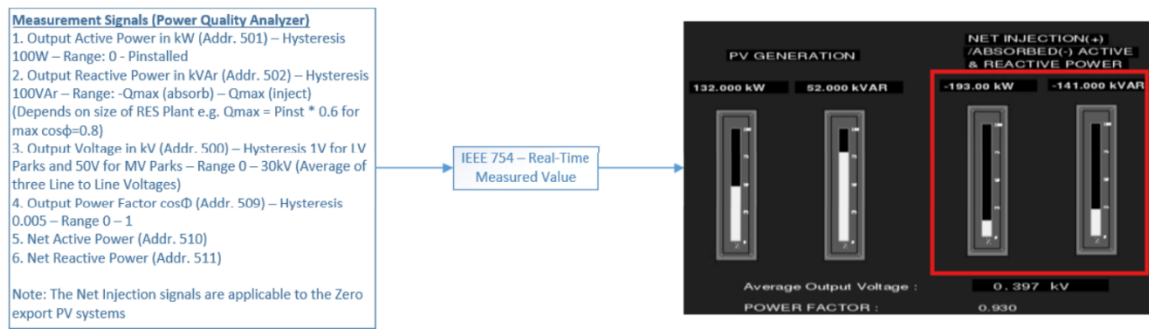 Measurement Signals (Power Quality Analyzer)
1. Output Active Power in kW (Addr. 501) – Hysteresis
100W – Range: 0 - Pinstalled
2. Output Reactive Power in kVAr (Addr. 502) – Hysteresis
100VAr – Range: -Qmax (absorb) – Qmax (inject)
(Depends on size of RES Plant e.g. Qmax = Pinst * 0.6 for
max cosϕ=0.8)
3. Output Voltage in kV (Addr. 500) – Hysteresis 1V for LV
Parks and 50V for MV Parks – Range 0 – 30kV (Average of
three Line to Line Voltages)
4. Output Power Factor cosΦ (Addr. 509) – Hysteresis
0.005 – Range 0 – 1
5. Net Active Power (Addr. 510)
6. Net Reactive Power (Addr. 511)
Note: The Net Injection signals are applicable to the Zero
export PV systems
IEEE 754 – Real-Time
Measured Value
PV GENERATION
NET INJECTION(+)
/ABSORBED(-) ACTIVE
& REACTIVE POWER
132.000 kW
52.000 kVAR
-193.00 kW
-141.000 kVAR
Average Output Voltage :
0.397 kV
POWER FACTOR :
0.930